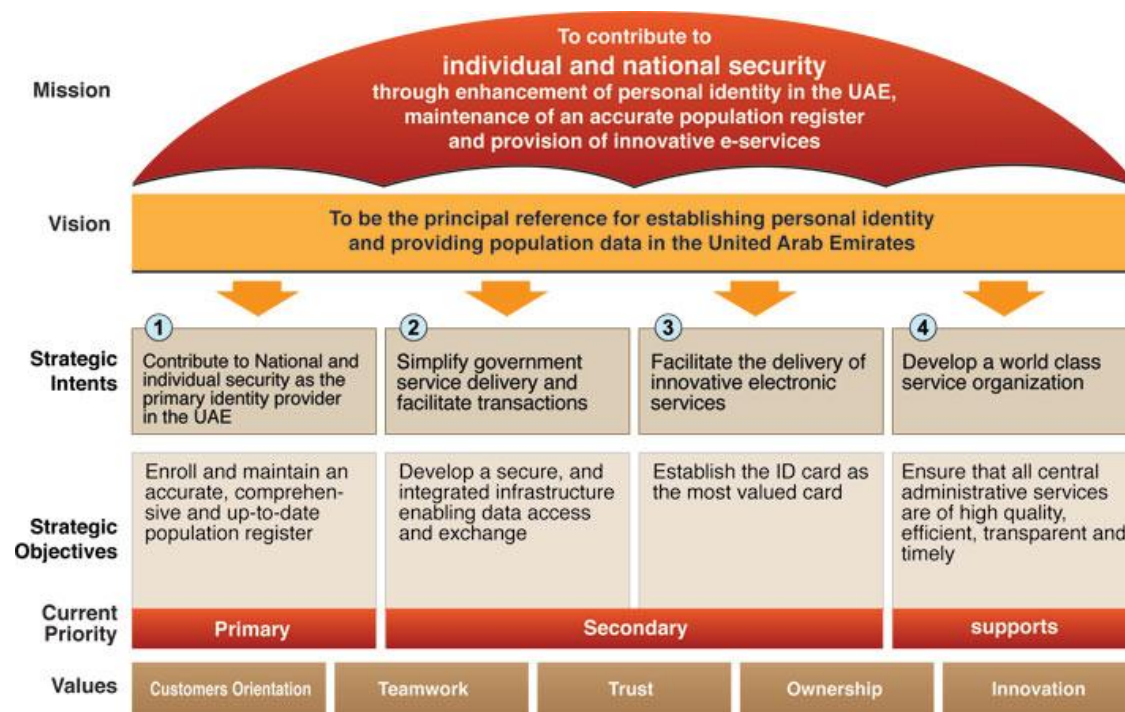 Mission
To contribute to
individual and national security
through enhancement of personal identity in the UAE,
maintenance of an accurate population register
and provision of innovative e-services
Vision
To be the principal reference for establishing personal identity
and providing population data in the United Arab Emirates
Strategic
Intents
1
Contribute to National and
individual security as the
primary identity provider
in the UAE
2
Simplify government
service delivery and
facilitate transactions
3
Facilitate the delivery of
innovative electronic
services
4
Develop a world class
service organization
Strategic
Objectives
Enroll and maintain an
accurate, comprehen-
sive and up-to-date
population register
Develop a secure, and
integrated infrastructure
enabling data access
and exchange
Establish the ID card as
the most valued card
Ensure that all central
administrative services
are of high quality,
efficient, transparent and
timely
Current
Priority
Primary
Secondary
supports
Values
Customers Orientation
Teamwork
Trust
Ownership
Innovation